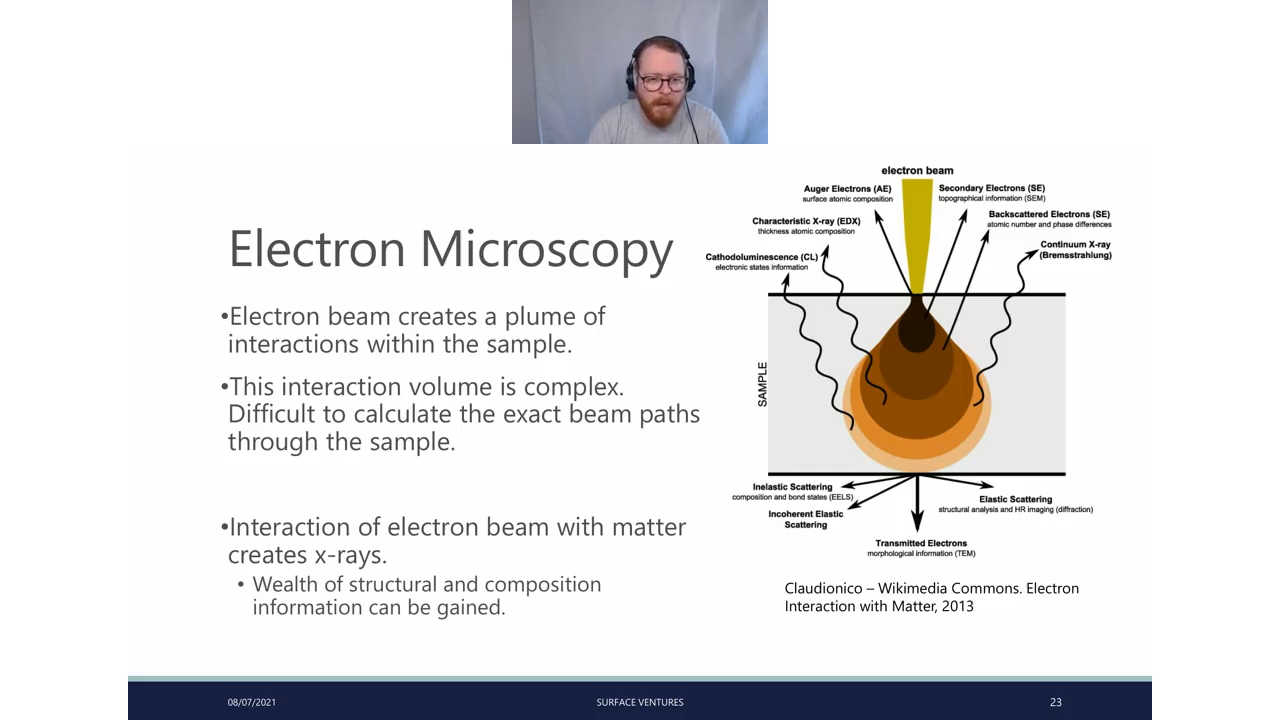 Electron Microscopy
•Electron beam creates a plume of
interactions within the sample.
•This interaction volume is complex.
Difficult to calculate the exact beam paths
through the sample.
•Interaction of electron beam with matter
creates x-rays.
• Wealth of structural and composition
information can be gained.
electron beam
Auger Electrons (AE)
surface atomic composition
Secondary Electrons (SE)
topographical information (SEM)
Characteristic X-ray (EDX)
thickness atomic composition
Backscattered Electrons (SE)
atomic number and phase differences
Cathodoluminescence (CL)
electronic states information
Continuum X-ray
(Bremsstrahlung)
SAMPLE
Inelastic Scattering
composition and bond states (EELS)
Incoherent Elastic
Scattering
Elastic Scattering
structural analysis and HR imaging (diffraction)
Transmitted Electrons
morphological information (TEM)
Claudionico – Wikimedia Commons. Electron
Interaction with Matter, 2013
08/07/2021
SURFACE VENTURES
23